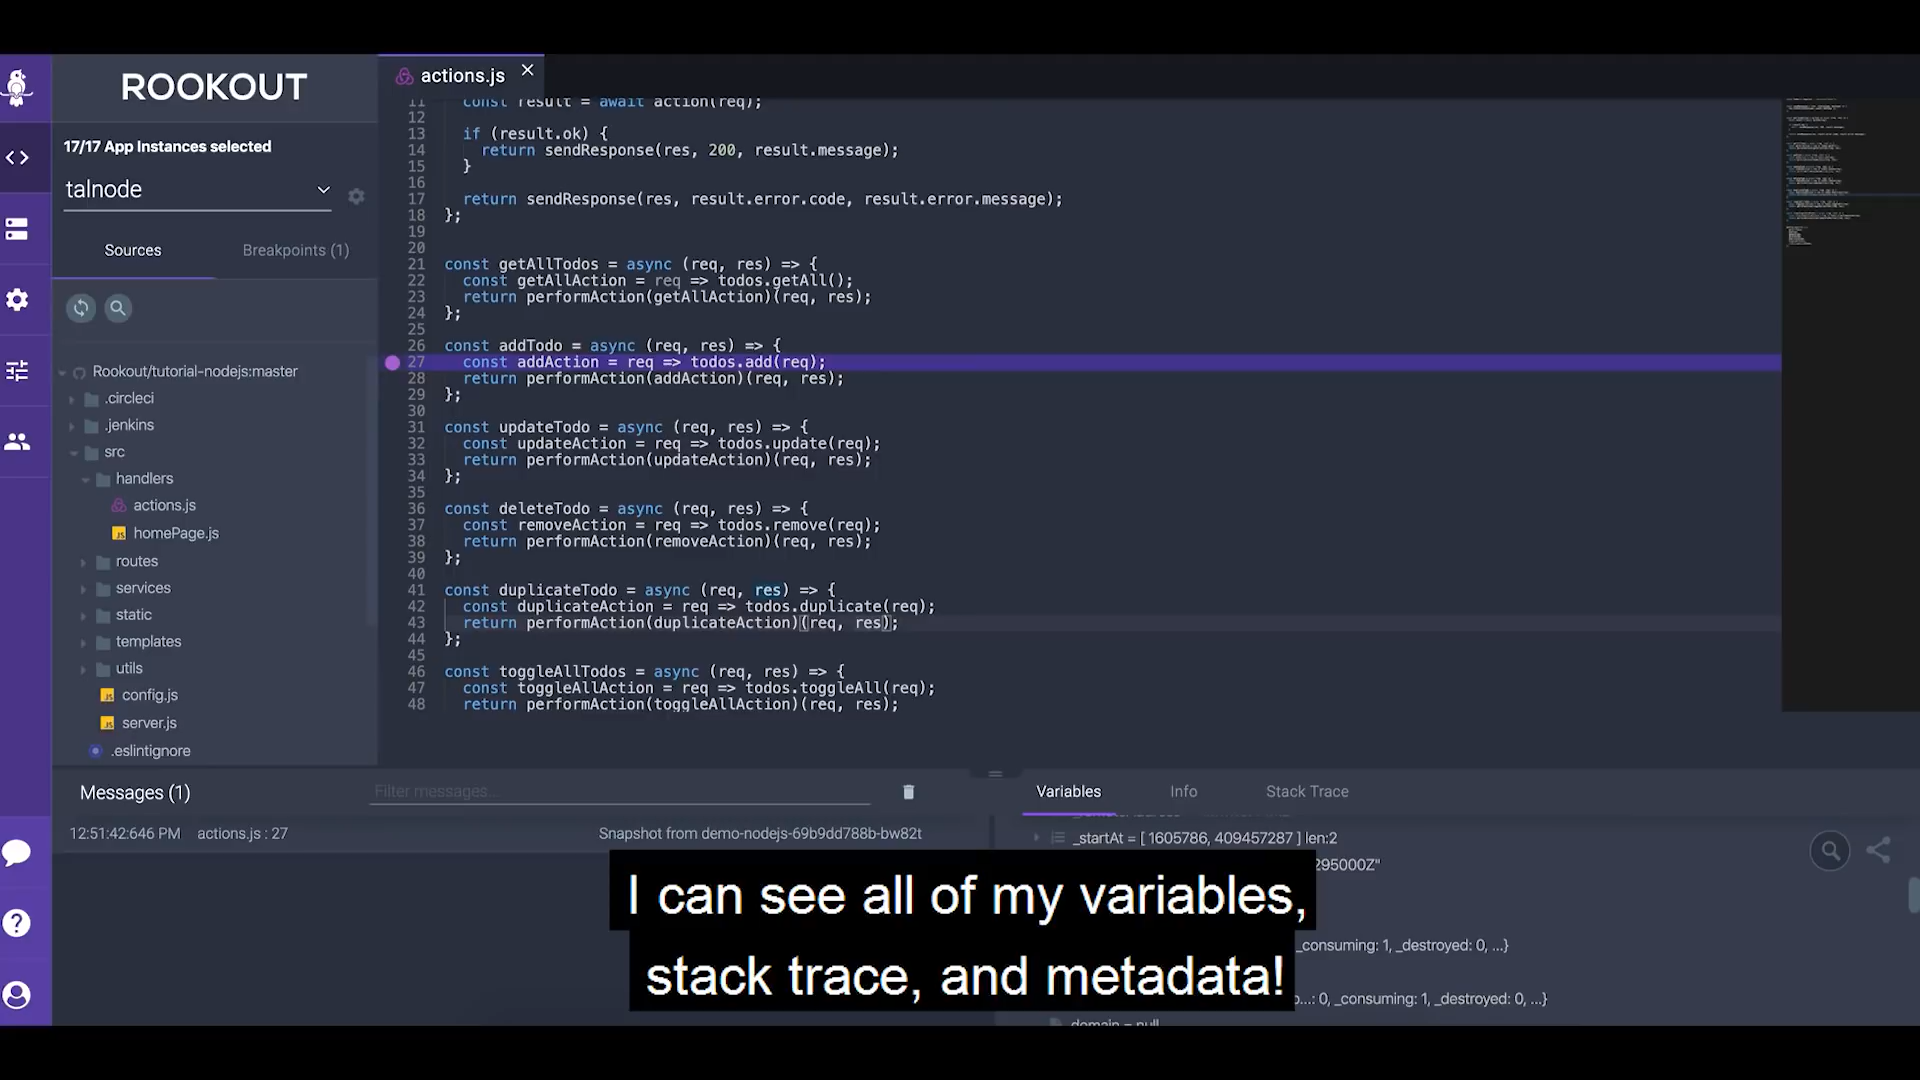 ROOKOUT
17/17 App Instances selected
talnode
Sources
Breakpoints (1)
Rookout/tutorial-nodejs:master
.circleci
.jenkins
src
handlers
actions.js
homePage.js
routes
services
static
templates
utils
config.js
server.js
.eslintignore
actions.js
11 const result = await action(req);
12
13 if (result.ok) {
14 return sendResponse(res, 200, result.message);
15 }
16
17 return sendResponse(res, result.error.code, result.error.message);
18 };
19
20
21 const getAllTodos = async (req, res) => {
22 const getAllAction = req => todos.getAll();
23 return performAction(getAllAction)(req, res);
24 };
25
26 const addTodo = async (req, res) => {
27 const addAction = req => todos.add(req);
28 return performAction(addAction)(req, res);
29 };
30
31 const updateTodo = async (req, res) => {
32 const updateAction = req => todos.update(req);
33 return performAction(updateAction)(req, res);
34 };
35
36 const deleteTodo = async (req, res) => {
37 const removeAction = req => todos.remove(req);
38 return performAction(removeAction)(req, res);
39 };
40
41 const duplicateTodo = async (req, res) => {
42 const duplicateAction = req => todos.duplicate(req);
43 return performAction(duplicateAction)(req, res);
44 };
45
46 const toggleAllTodos = async (req, res) => {
47 const toggleAllAction = req => todos.toggleAll(req);
48 return performAction(toggleAllAction)(req, res);
Messages (1)
Filter messages...
12:51:42:646 PM actions.js : 27 Snapshot from demo-nodejs-69b9dd788b-bw82t
Variables
Info
Stack Trace
_startAt = [ 1605786, 409457287 ] len:2
295000Z"
_consuming: 1, _destroyed: 0, ...}
...: 0, _consuming: 1, _destroyed: 0, ...}
domain = null
I can see all of my variables,
stack trace, and metadata!